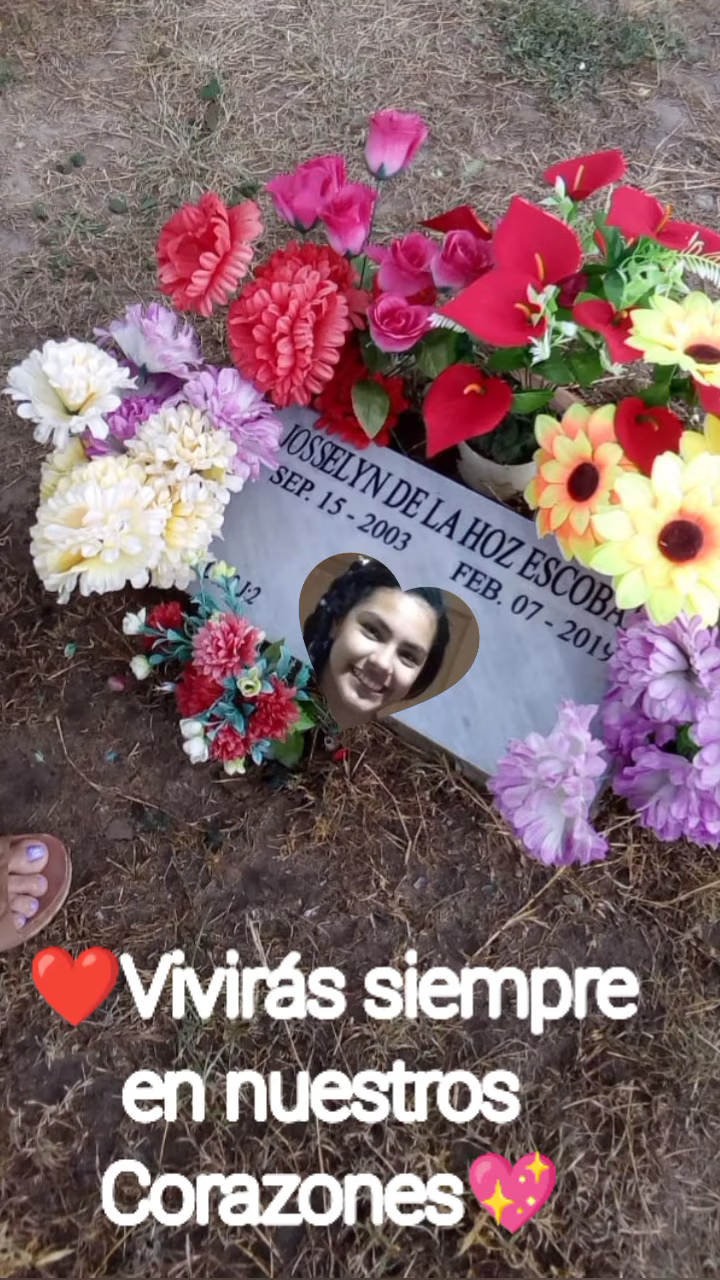 JOSSELYN DE LA HOZ ESCOBA
SEP. 15 - 2003 FEB. 07 - 2019
❤️Vivirás siempre
en nuestros
Corazones💖